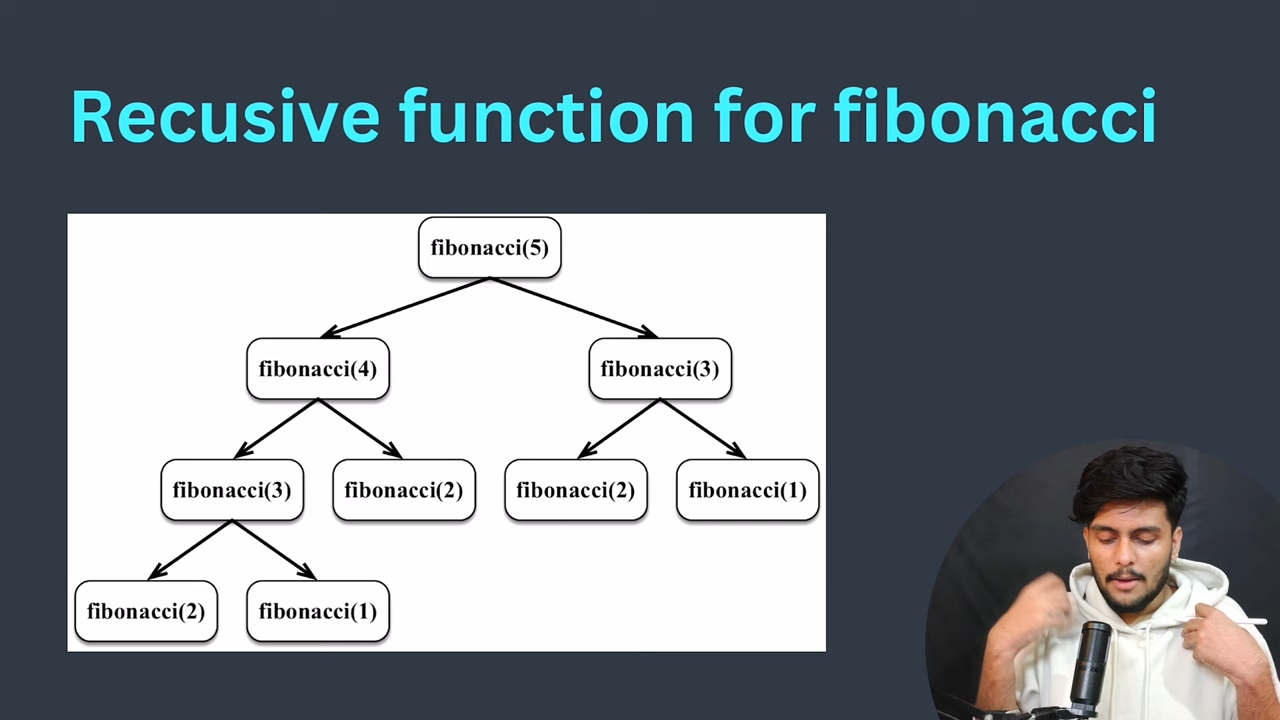 Recusive function for fibonacci
fibonacci(5)
fibonacci(4)
fibonacci(3)
fibonacci(3)
fibonacci(2)
fibonacci(2)
fibonacci(1)
fibonacci(2)
fibonacci(1)